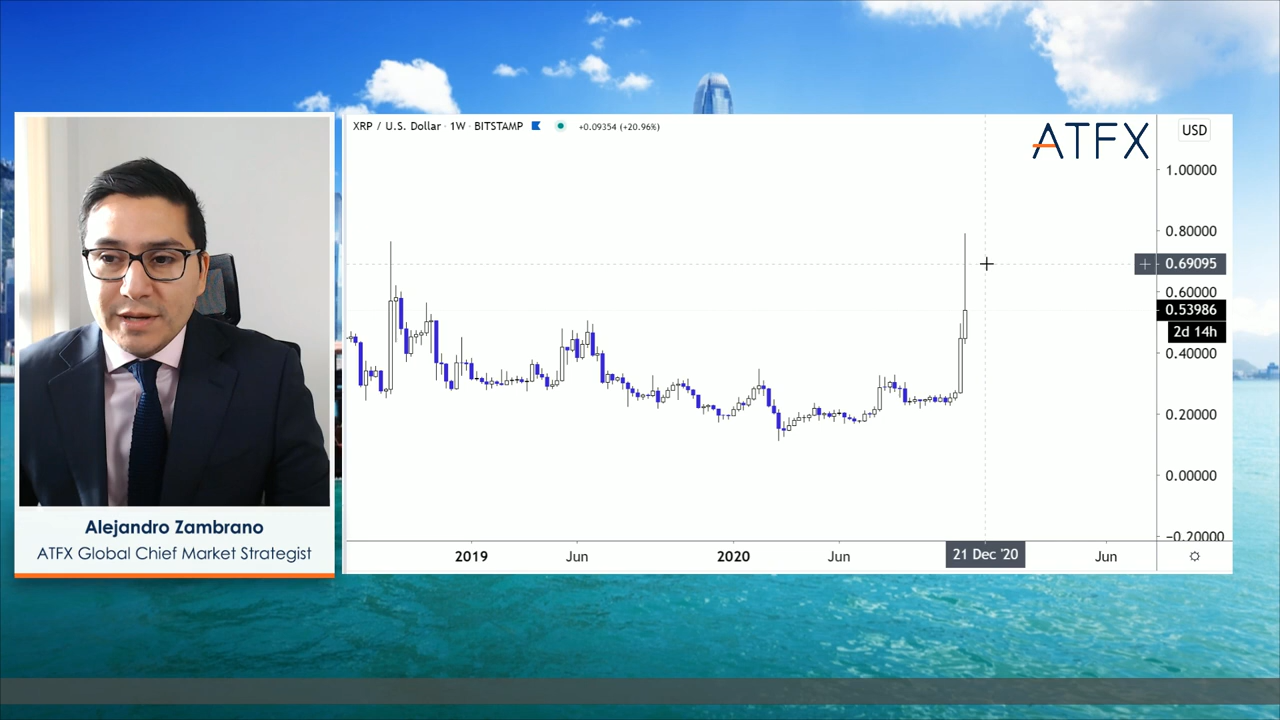 XRP / U.S. Dollar · 1W · BITSTAMP +0.09354 (+20.96%)
ATFX
USD
1.00000
0.80000
0.69095
0.60000
0.53986
2d 14h
0.40000
0.20000
0.00000
-0.20000
2019 Jun 2020 Jun 21 Dec '20 Jun
Alejandro Zambrano
ATFX Global Chief Market Strategist